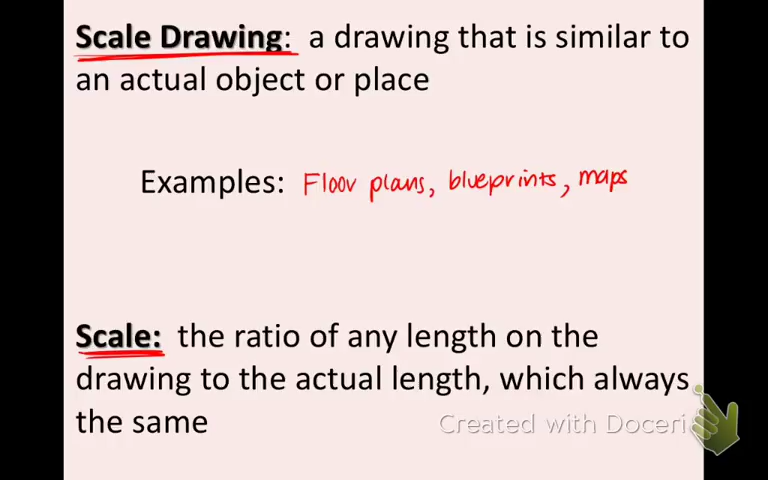 Scale Drawing: a drawing that is similar to
an actual object or place
Examples: Floor plans, blueprints, maps
Scale: the ratio of any length on the
drawing to the actual length, which always
the same
Created with Doceri